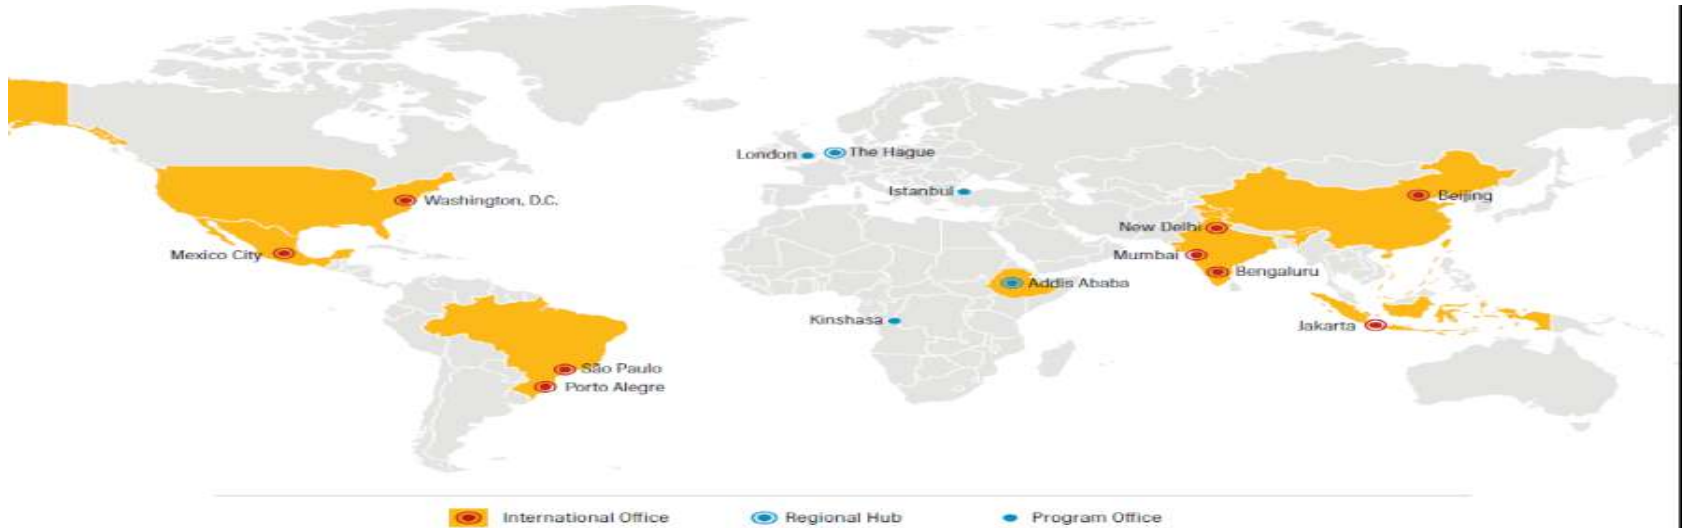 London
The Hague
Istanbul
Washington, D.C.
Beijing
New Delhi
Mexico City
Mumbai
Bengaluru
Addis Ababa
Kinshasa
Jakarta
São Paulo
Porto Alegre
International Office
Regional Hub
Program Office